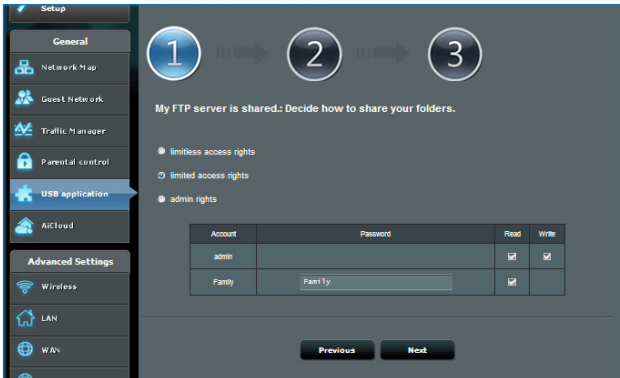 Setup
General
Network Map
Guest Network
Traffic Manager
Parental control
USB application
AiCloud
Advanced Settings
Wireless
LAN
WAN
1 2 3
My FTP server is shared.: Decide how to share your folders.
limitless access rights
limited access rights
admin rights
Account Password Read Write
admin
Family Family
Previous Next